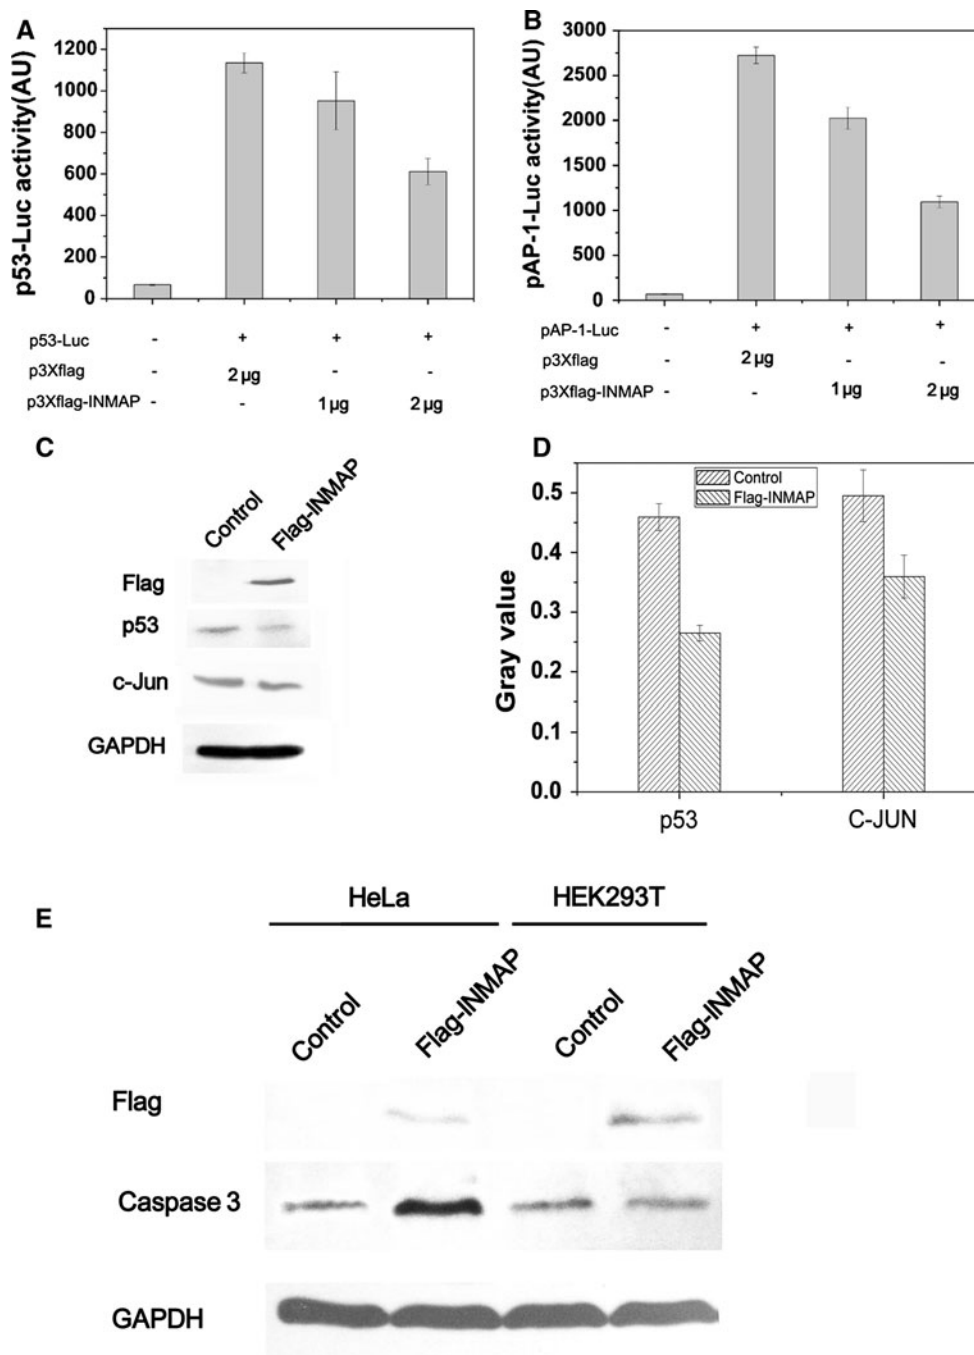 A
p53-Luc activity(AU)
1200
1000
800
600
400
200
0
p53-Luc - + + +
p3Xflag - 2 μg - -
p3Xflag-INMAP - - 1 μg 2 μg
B
pAP-1-Luc activity(AU)
3000
2500
2000
1500
1000
500
0
pAP-1-Luc - + + +
p3Xflag - 2 μg - -
p3Xflag-INMAP - - 1 μg 2 μg
C
Control Flag-INMAP
Flag
p53
c-Jun
GAPDH
D
Gray value
0.5
0.4
0.3
0.2
0.1
0.0
Control
Flag-INMAP
p53 C-JUN
E
HeLa HEK293T
Control Flag-INMAP Control Flag-INMAP
Flag
Caspase 3
GAPDH